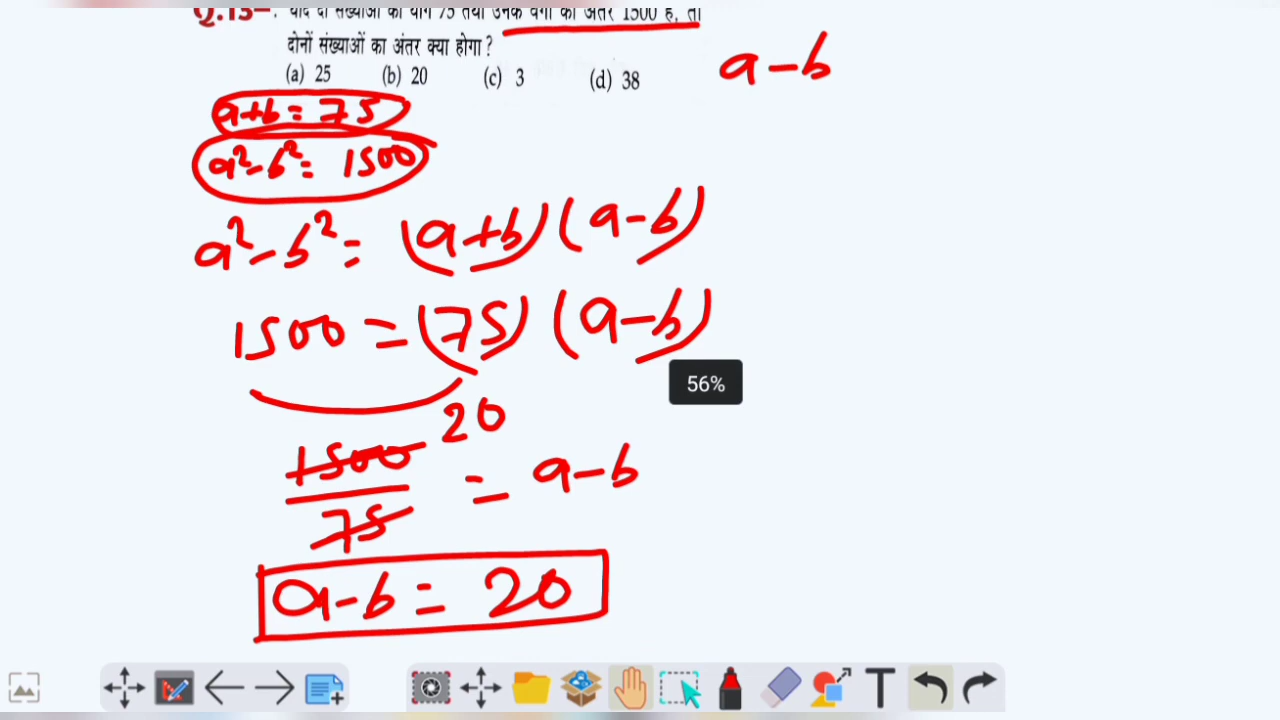 Q.13-. यदि दो संख्याओं का योग 75 तथा उनके वर्गों का अंतर 1500 है, तो
दोनों संख्याओं का अंतर क्या होगा ?
(a) 25 (b) 20 (c) 3 (d) 38
a-b
a+b = 75
a²-b² = 1500
a²-b² = (a+b)(a-b)
1500 = (75)(a-b)
56%
20
1500/75 = a-b
a-b = 20
T